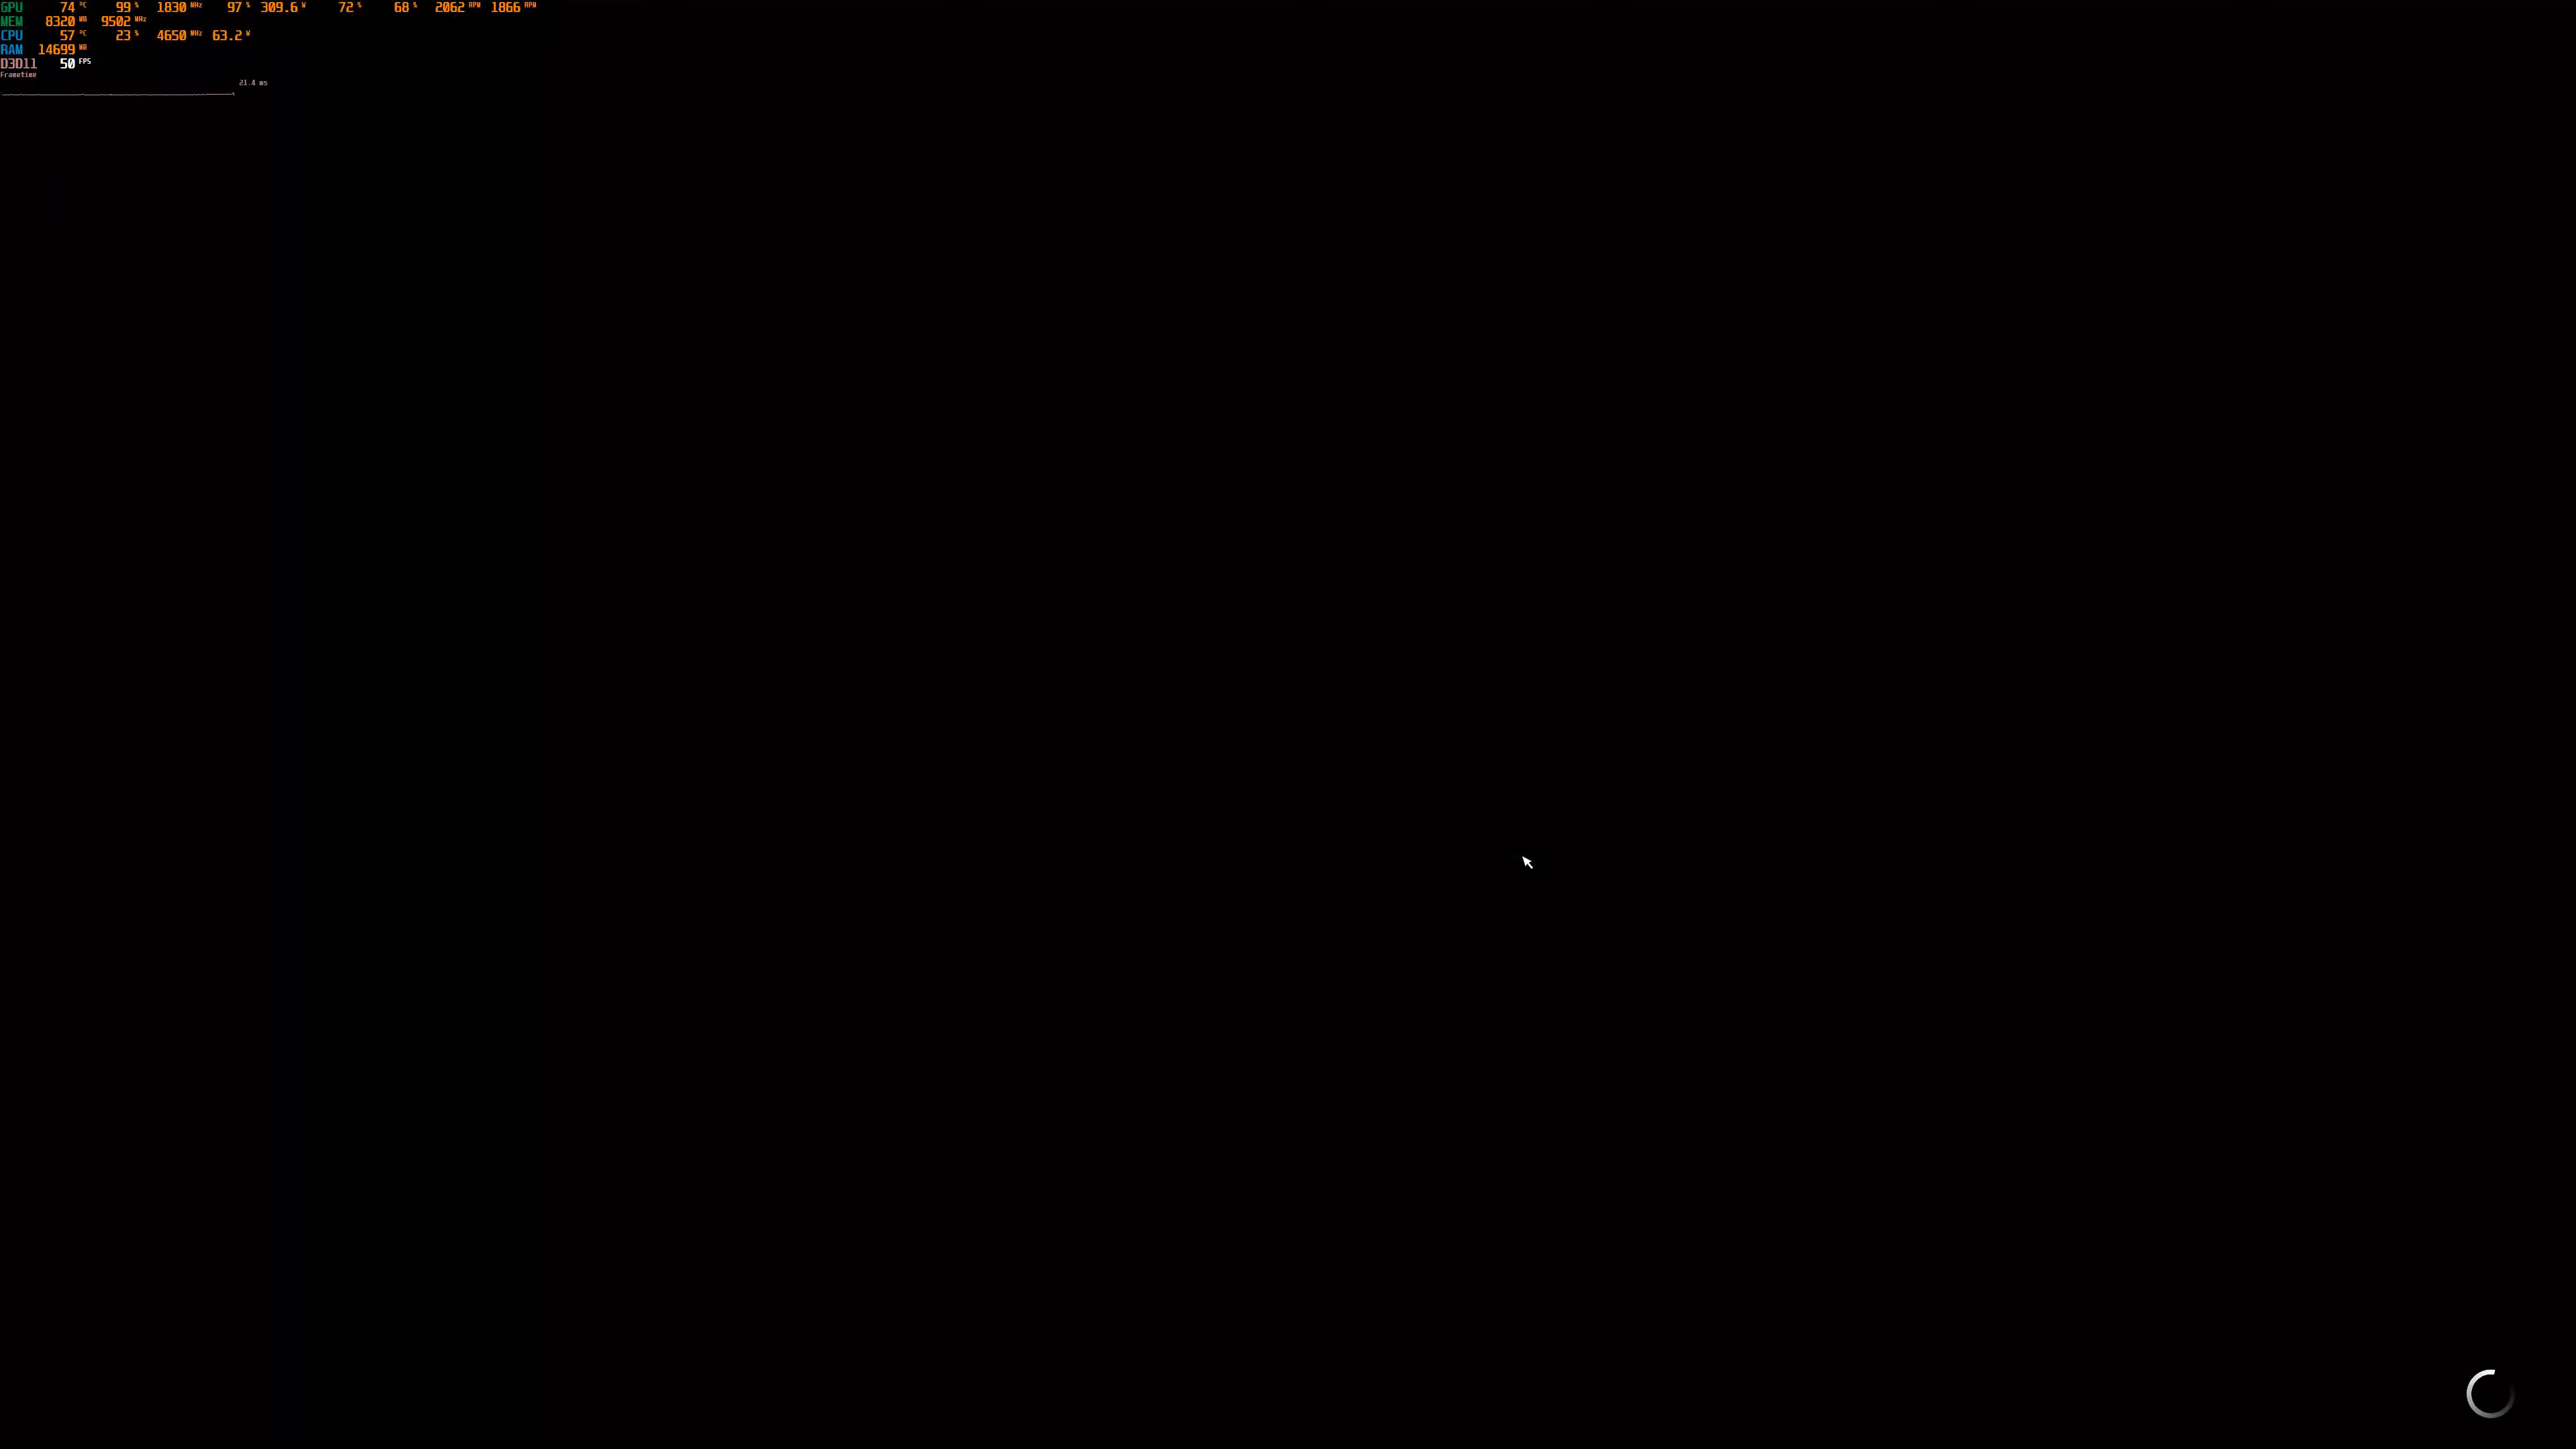 GPU 74 °C 99 % 1830 MHz 97 % 309.6 W 72 % 68 % 2062 RPM 1866 RPM
MEM 8320 MB 9502 MHz
CPU 57 °C 23 % 4650 MHz 63.2 W
RAM 14699 MB
D3D11 50 FPS
Frametime
21.4 ms